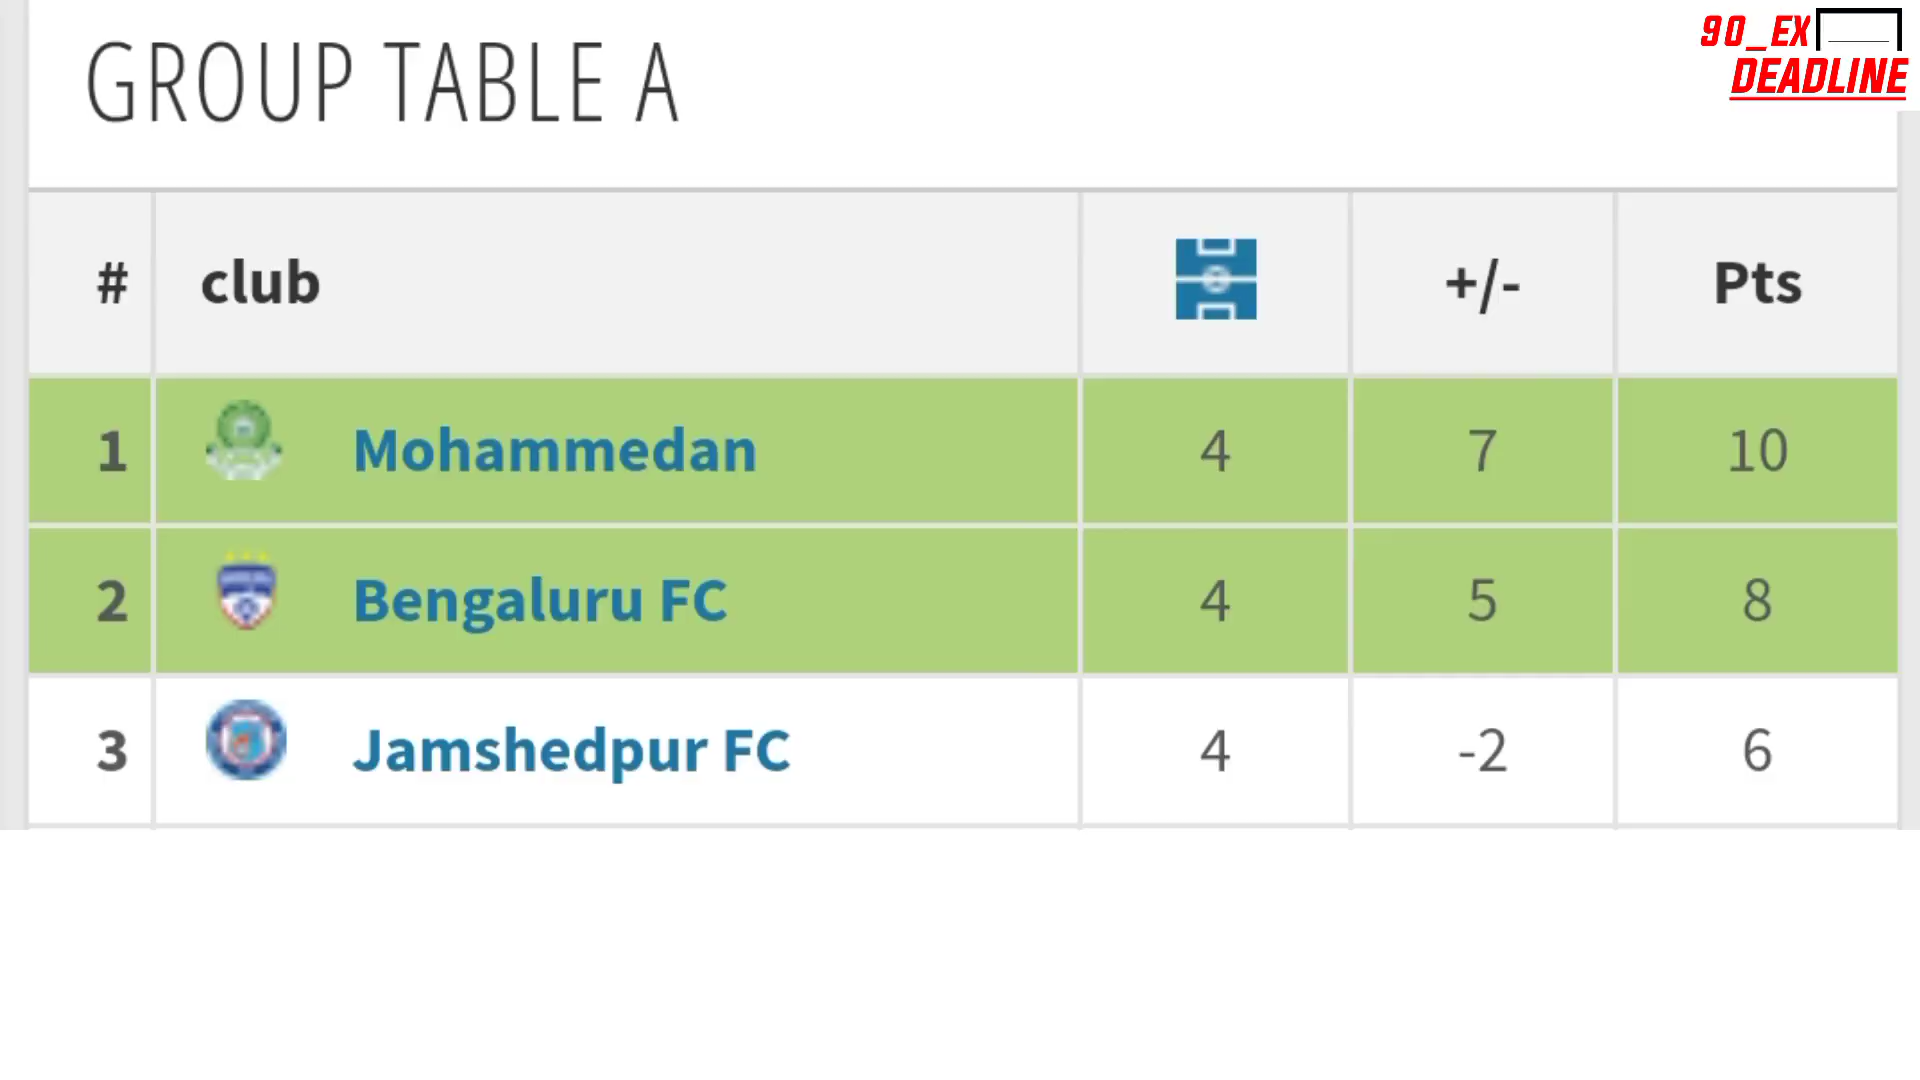 90_EX
DEADLINE
GROUP TABLE A
# club +/- Pts
1 Mohammedan 4 7 10
2 Bengaluru FC 4 5 8
3 Jamshedpur FC 4 -2 6